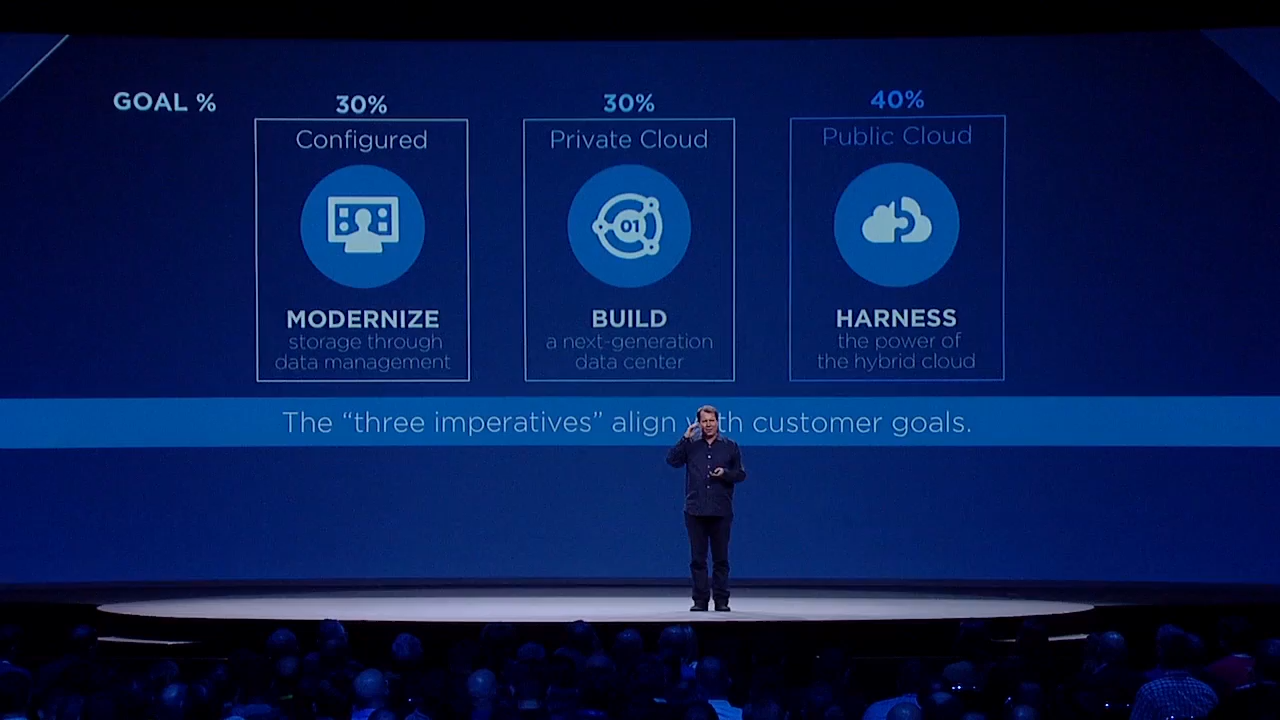 GOAL % 30% 30% 40%
Configured
01
MODERNIZE
storage through
data management
Private Cloud
BUILD
a next-generation
data center
Public Cloud
HARNESS
the power of
the hybrid cloud
The “three imperatives” align with customer goals.